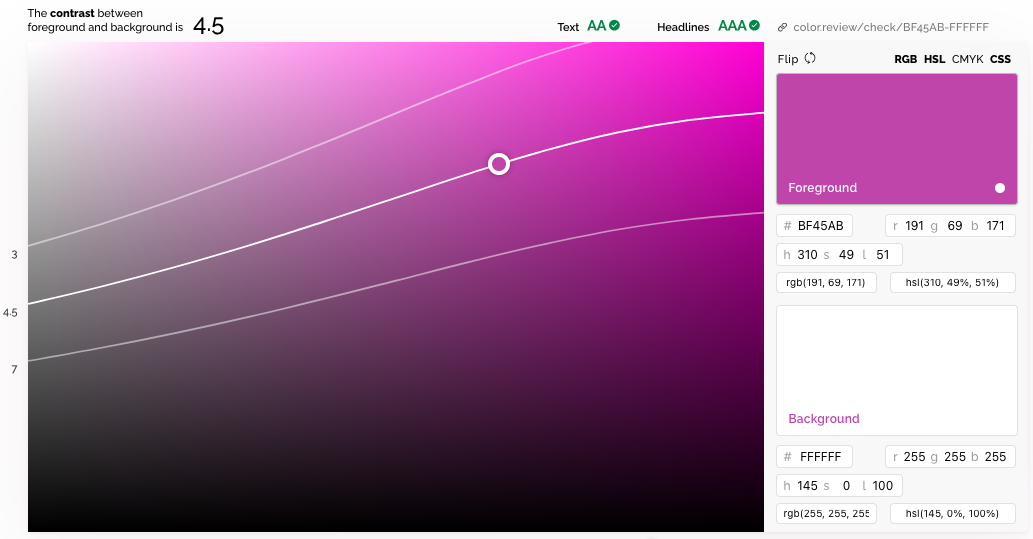 The contrast between
foreground and background is 4.5
Text AA
Headlines AAA
color.review/check/BF45AB-FFFFFF
3
4.5
7
Flip
RGB HSL CMYK CSS
Foreground
# BF45AB
r 191 g 69 b 171
h 310 s 49 l 51
rgb(191, 69, 171)
hsl(310, 49%, 51%)
Background
# FFFFFF
r 255 g 255 b 255
h 145 s 0 l 100
rgb(255, 255, 255
hsl(145, 0%, 100%)